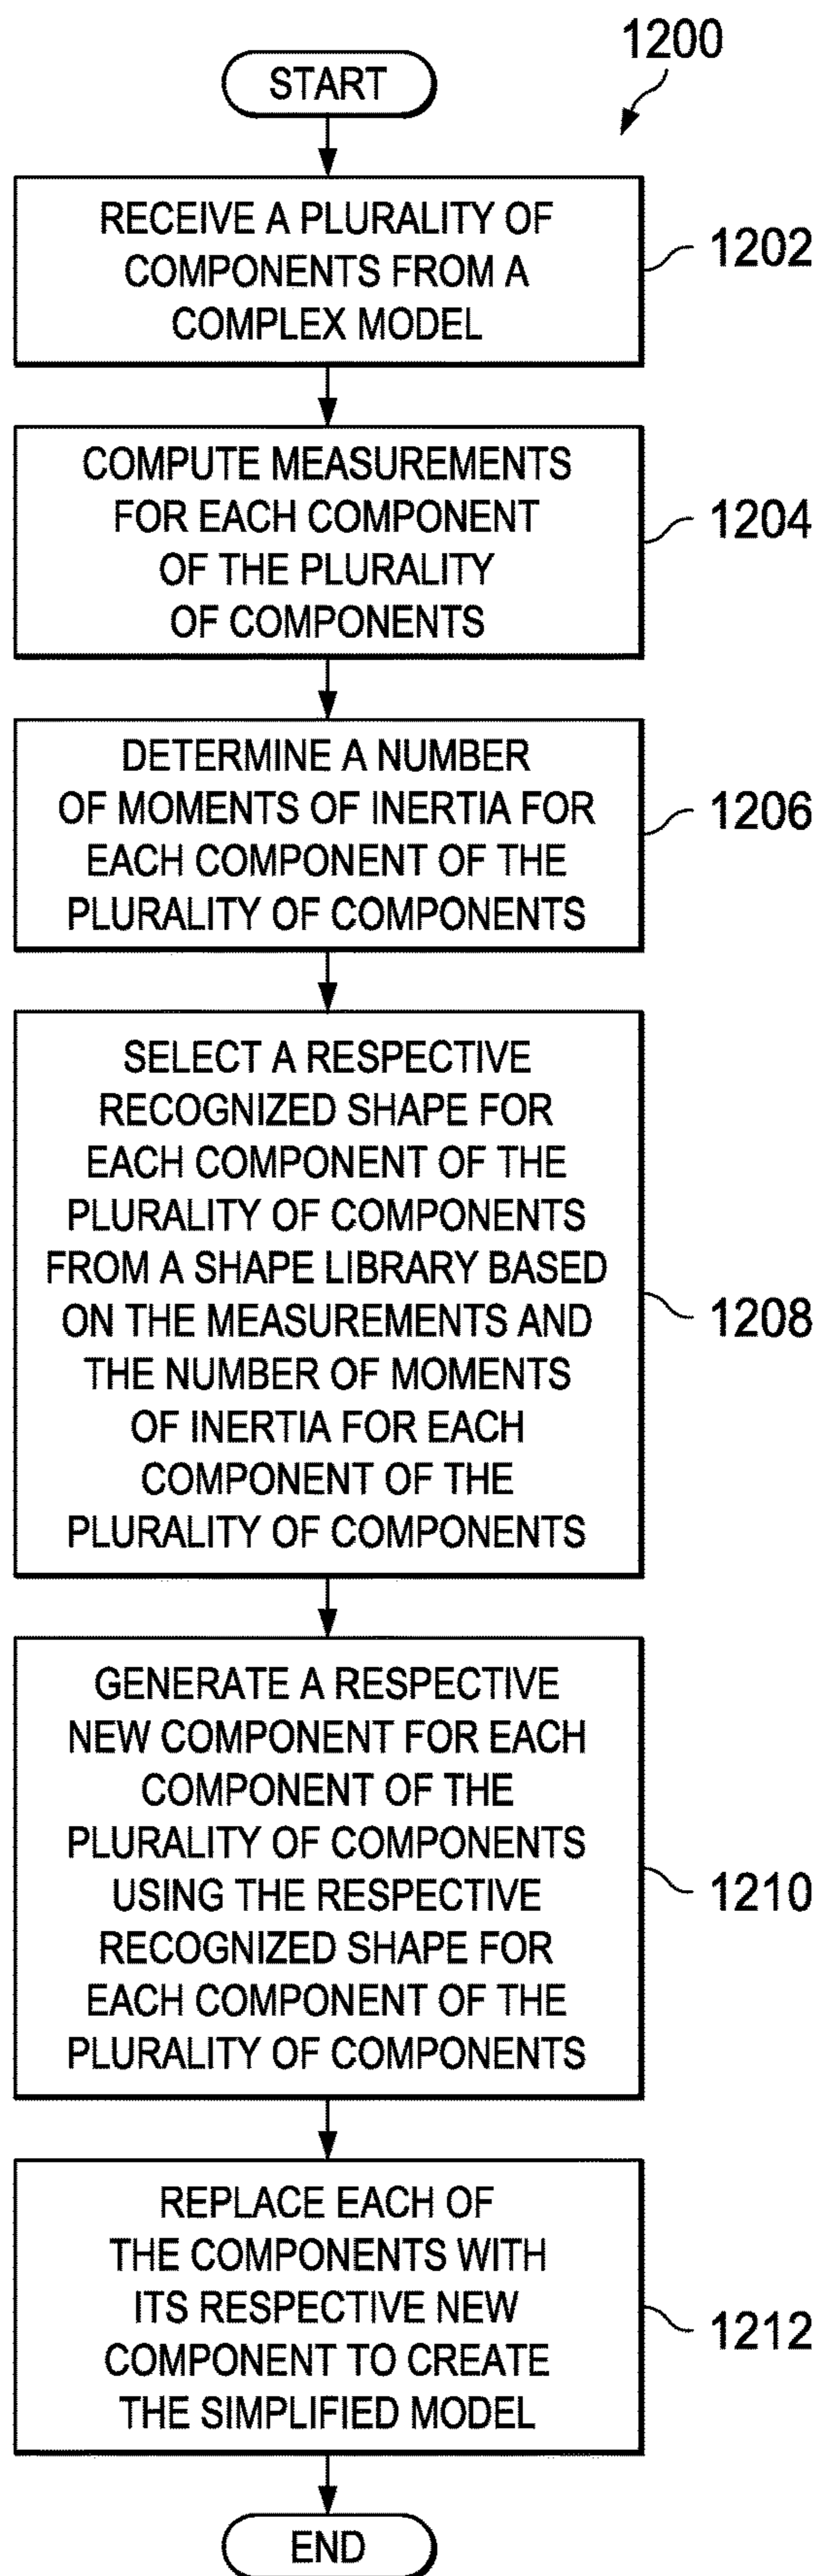 1200
START
RECEIVE A PLURALITY OF
COMPONENTS FROM A
COMPLEX MODEL
1202
COMPUTE MEASUREMENTS
FOR EACH COMPONENT
OF THE PLURALITY
OF COMPONENTS
1204
DETERMINE A NUMBER
OF MOMENTS OF INERTIA FOR
EACH COMPONENT OF THE
PLURALITY OF COMPONENTS
1206
SELECT A RESPECTIVE
RECOGNIZED SHAPE FOR
EACH COMPONENT OF THE
PLURALITY OF COMPONENTS
FROM A SHAPE LIBRARY BASED
ON THE MEASUREMENTS AND
THE NUMBER OF MOMENTS
OF INERTIA FOR EACH
COMPONENT OF THE
PLURALITY OF COMPONENTS
1208
GENERATE A RESPECTIVE
NEW COMPONENT FOR EACH
COMPONENT OF THE
PLURALITY OF COMPONENTS
USING THE RESPECTIVE
RECOGNIZED SHAPE FOR
EACH COMPONENT OF THE
PLURALITY OF COMPONENTS
1210
REPLACE EACH OF
THE COMPONENTS WITH
ITS RESPECTIVE NEW
COMPONENT TO CREATE
THE SIMPLIFIED MODEL
1212
END